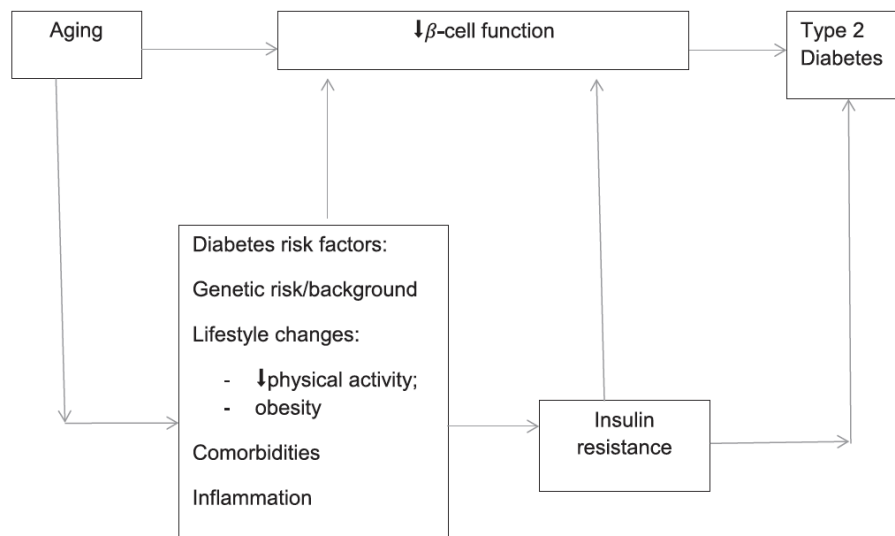 Aging
↓β-cell function
Type 2
Diabetes
Diabetes risk factors:
Genetic risk/background
Lifestyle changes:
- ↓physical activity;
- obesity
Comorbidities
Inflammation
Insulin
resistance